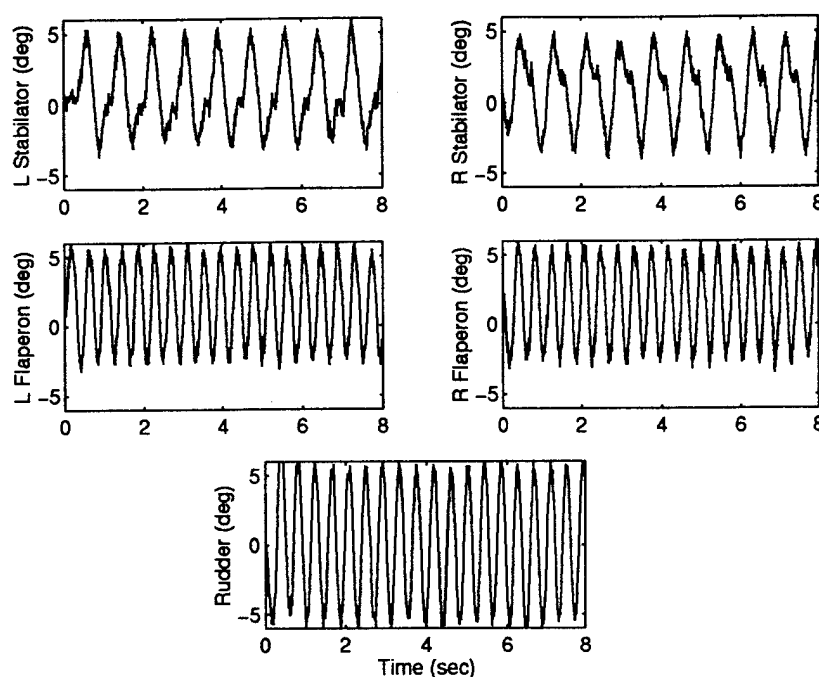 L Stabilator (deg)
5
0
−5
0 2 4 6 8
R Stabilator (deg)
5
0
−5
0 2 4 6 8
L Flaperon (deg)
5
0
−5
0 2 4 6 8
R Flaperon (deg)
5
0
−5
0 2 4 6 8
Rudder (deg)
5
0
−5
0 2 4 6 8
Time (sec)